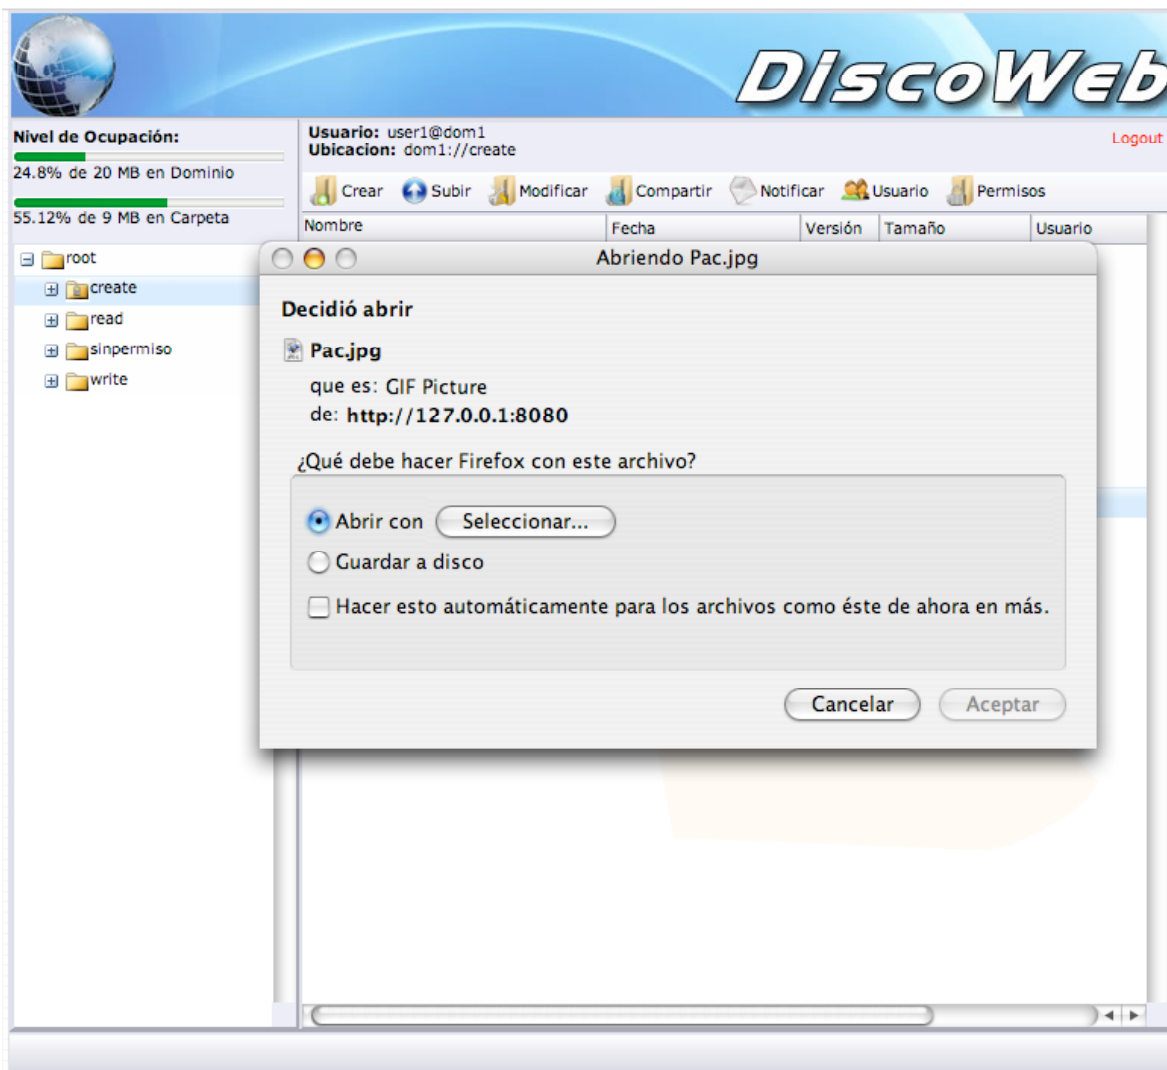 DiscoWeb
Nivel de Ocupación:
24.8% de 20 MB en Dominio
55.12% de 9 MB en Carpeta
Usuario: user1@dom1
Ubicacion: dom1://create
Logout
Crear Subir Modificar Compartir Notificar Usuario Permisos
Nombre Fecha Versión Tamaño Usuario
root
create
read
sinpermiso
write
Abriendo Pac.jpg
Decidió abrir
Pac.jpg
que es: GIF Picture
de: http://127.0.0.1:8080
¿Qué debe hacer Firefox con este archivo?
Abrir con Seleccionar...
Guardar a disco
Hacer esto automáticamente para los archivos como éste de ahora en más.
Cancelar Aceptar